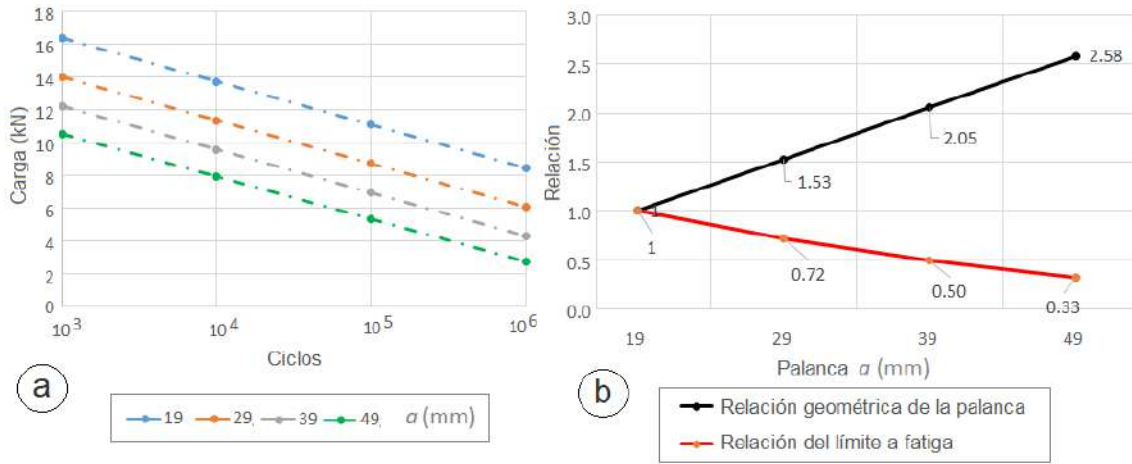 18
16
14
12
10
8
6
4
2
0
Carga (kN)
10³ 10⁴ 10⁵ 10⁶
Ciclos
a
19 29, 39 49, a (mm)
3.0
2.5
2.0
1.5
1.0
0.5
0.0
Relación
2.58
2.05
1.53
1
1
0.72
0.50
0.33
19 29 39 49
Palanca a (mm)
b
Relación geométrica de la palanca
Relación del límite a fatiga